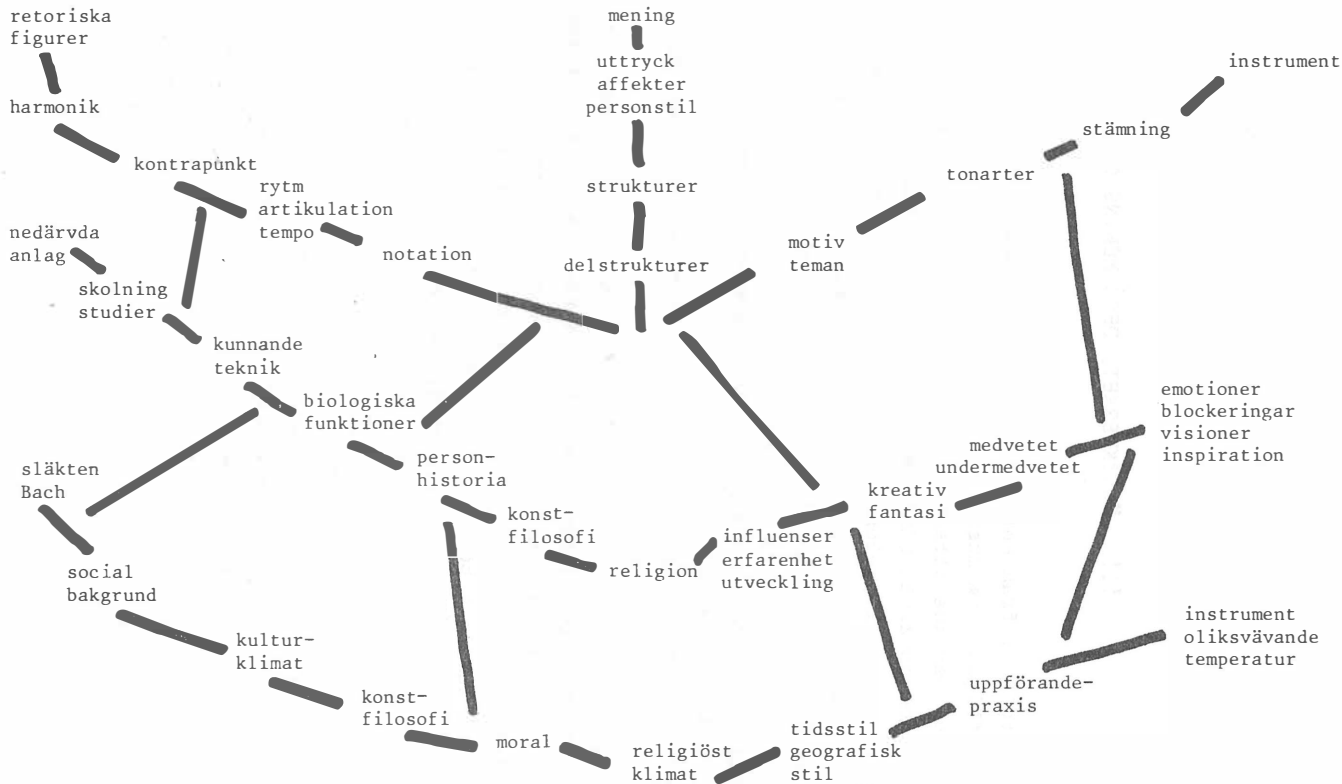 retoriska
figurer
mening
uttryck
affekter
personstil
instrument
harmonik
stämning
kontrapunkt
rytm
artikulation
tempo
strukturer
tonarter
nedärvda
anlag
notation
delstrukturer
motiv
teman
skolning
studier
kunnande
teknik
biologiska
funktioner
emotioner
blockeringar
visioner
inspiration
medvetet
undermedvetet
släkten
Bach
person-
historia
kreativ
fantasi
konst-
filosofi
religion
influenser
erfarenhet
utveckling
social
bakgrund
instrument
oliksvävande
temperatur
kultur-
klimat
uppförande-
praxis
konst-
filosofi
moral
religiöst
klimat
tidsstil
geografisk
stil